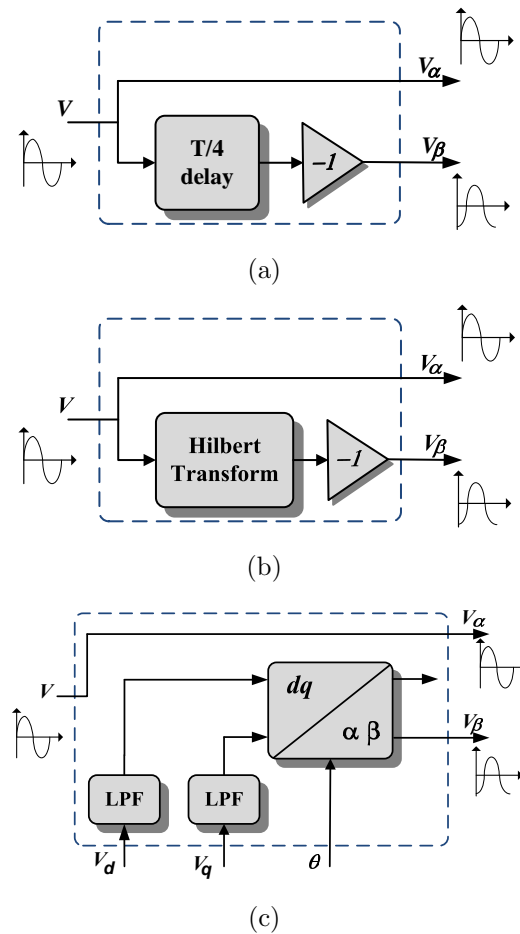 V
T/4
delay
-1
Vα
Vβ
(a)
V
Hilbert
Transform
-1
Vα
Vβ
(b)
V
dq
α β
LPF
LPF
Vα
Vβ
Vd
Vq
θ
(c)